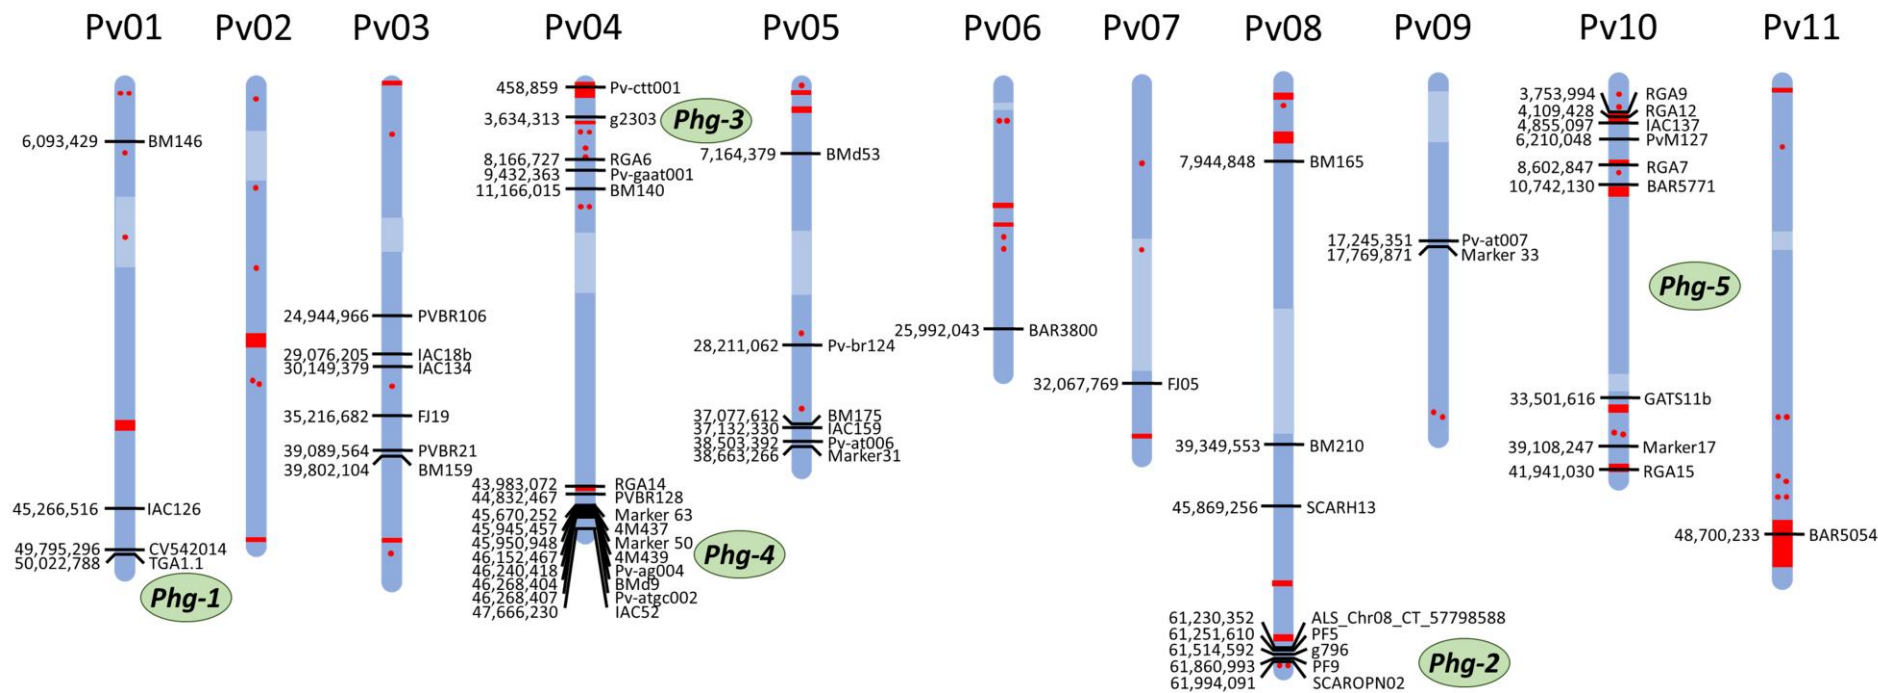 Pv01
6,093,429 BM146
45,266,516 IAC126
49,795,296 CV542014
50,022,788 TGA1.1
Phg-1
Pv02
Pv03
24,944,966 PVBR106
29,076,205 IAC18b
30,149,379 IAC134
35,216,682 FJ19
39,089,564 PVBR21
39,802,104 BM159
Pv04
458,859 Pv-ctt001
3,634,313 g2303
Phg-3
8,166,727 RGA6
9,432,363 Pv-gaat001
11,166,015 BM140
43,983,072 RGA14
44,832,467 PVBR128
45,670,252 Marker 63
45,945,457 4M437
45,950,948 Marker 50
46,152,467 4M439
46,240,418 Pv-ag004
46,268,404 BMd9
46,268,407 Pv-atgc002
47,666,230 IAC52
Phg-4
Pv05
7,164,379 BMd53
28,211,062 Pv-br124
37,077,612 BM175
37,132,330 IAC159
38,503,392 Pv-at006
38,663,266 Marker31
Pv06
25,992,043 BAR3800
Pv07
32,067,769 FJ05
Pv08
7,944,848 BM165
39,349,553 BM210
45,869,256 SCARH13
61,230,352 ALS_Chr08_CT_57798588
61,251,610 PF5
61,514,592 g796
61,860,993 PF9
61,994,091 SCAROPN02
Phg-2
Pv09
17,245,351 Pv-at007
17,769,871 Marker 33
Pv10
3,753,994 RGA9
4,109,428 RGA12
4,855,097 IAC137
6,210,048 PvM127
8,602,847 RGA7
10,742,130 BAR5771
Phg-5
33,501,616 GATS11b
39,108,247 Marker17
41,941,030 RGA15
Pv11
48,700,233 BAR5054